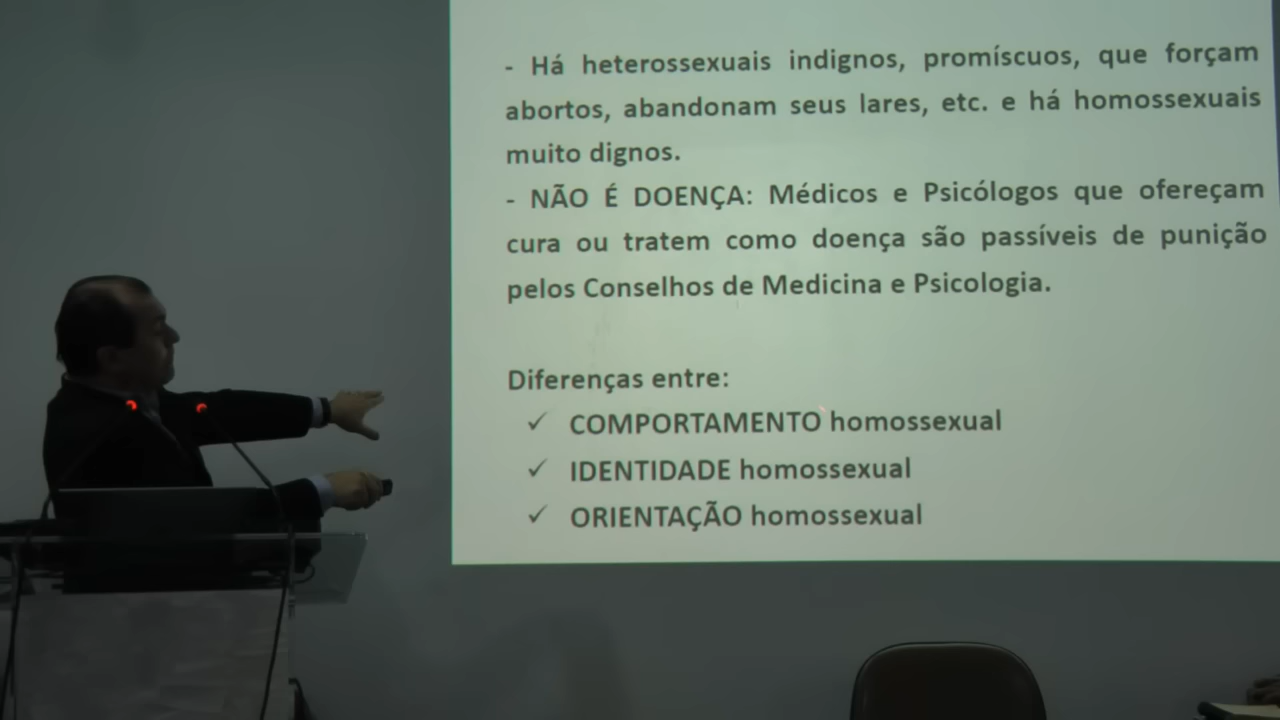 - Há heterossexuais indignos, promíscuos, que forçam
abortos, abandonam seus lares, etc. e há homossexuais
muito dignos.
- NÃO É DOENÇA: Médicos e Psicólogos que ofereçam
cura ou tratem como doença são passíveis de punição
pelos Conselhos de Medicina e Psicologia.
Diferenças entre:
✓ COMPORTAMENTO homossexual
✓ IDENTIDADE homossexual
✓ ORIENTAÇÃO homossexual